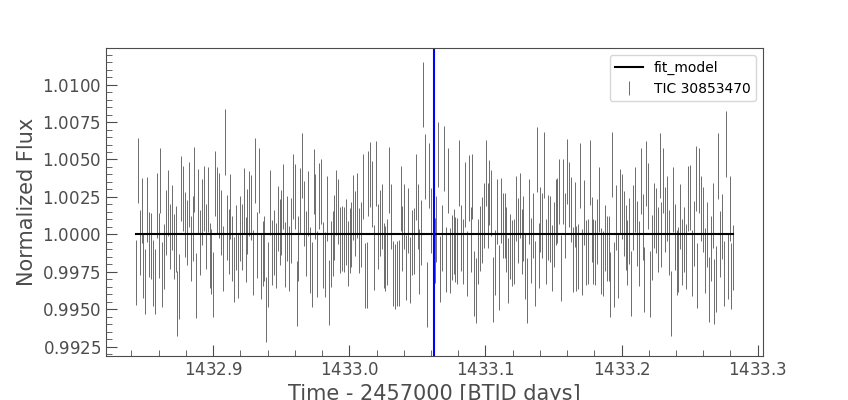 fit_model
TIC 30853470
1.0100
1.0075
1.0050
1.0025
1.0000
0.9975
0.9950
0.9925
Normalized Flux
1432.9 1433.0 1433.1 1433.2 1433.3
Time - 2457000 [BTJD days]